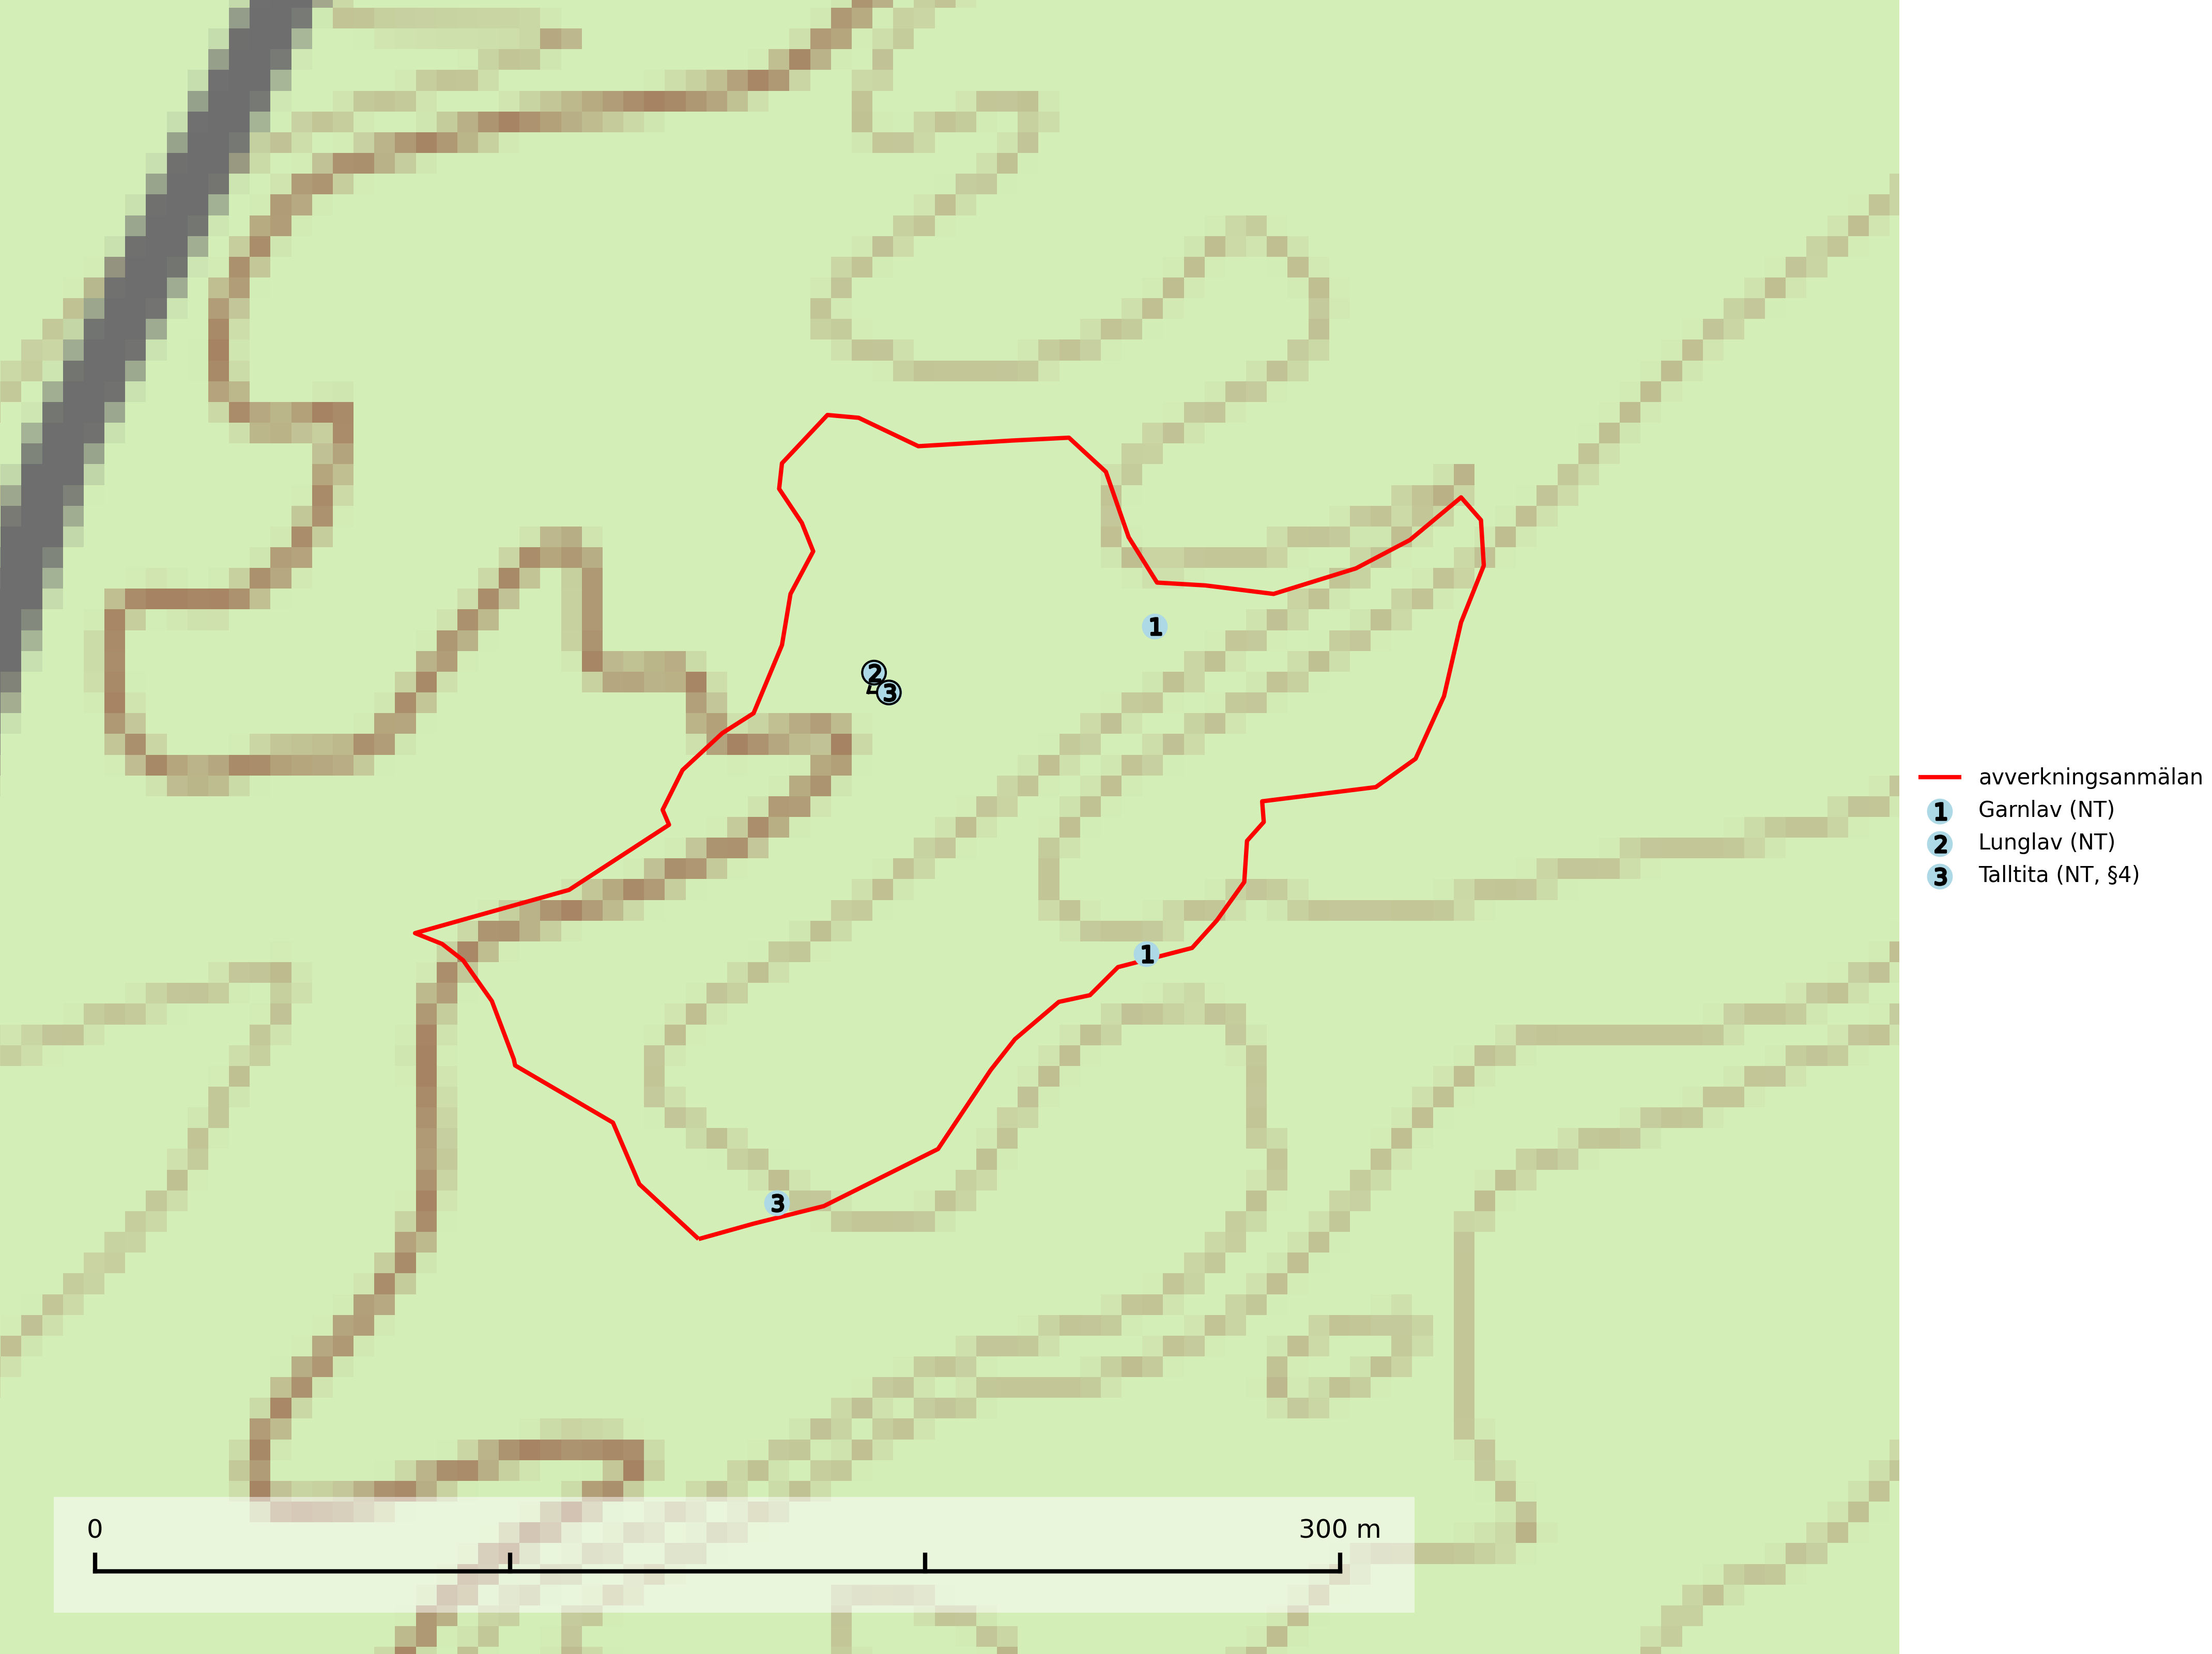 1
2
3
1
3
avverkningsanmälan
1 Garnlav (NT)
2 Lunglav (NT)
3 Talltita (NT, §4)
0 300 m